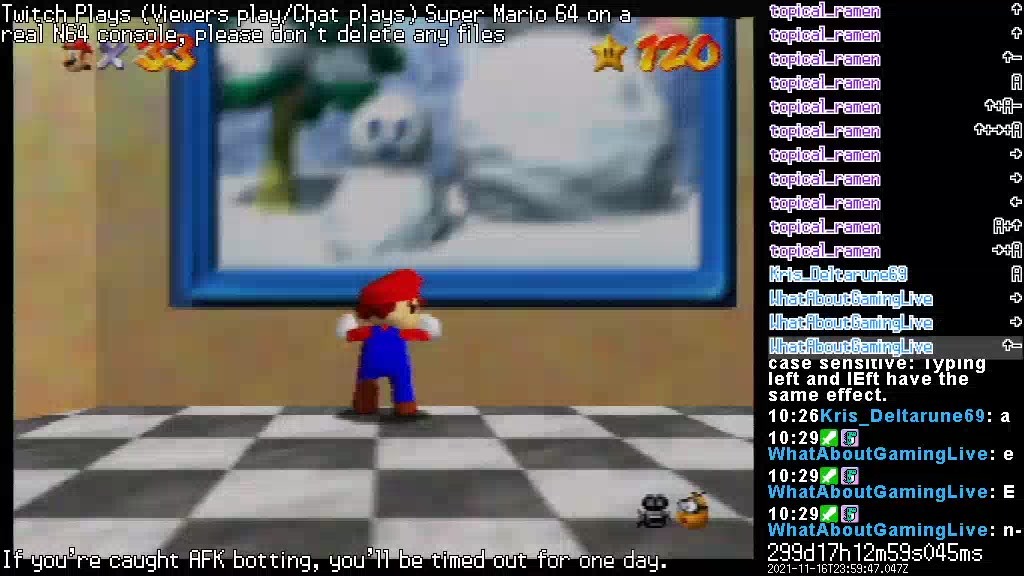 Twitch Plays (Viewers play/Chat plays) Super Mario 64 on a
real N64 console, please don't delete any files
33
120
topical_ramen ↑
topical_ramen ↑
topical_ramen ↑-
topical_ramen A
topical_ramen ↑+A-
topical_ramen ↑+→+A
topical_ramen →
topical_ramen →
topical_ramen ←
topical_ramen A+↑
topical_ramen →+A
Kris_Deltarune69 A
WhatAboutGamingLive →
WhatAboutGamingLive →
WhatAboutGamingLive ↑-
case sensitive: Typing
left and lEft have the
same effect.
10:26 Kris_Deltarune69: a
10:29
WhatAboutGamingLive: e
10:29
WhatAboutGamingLive: E
10:29
WhatAboutGamingLive: n-
299d17h12m59s045ms
2021-11-16T23:59:47.047Z
If you're caught AFK botting, you'll be timed out for one day.